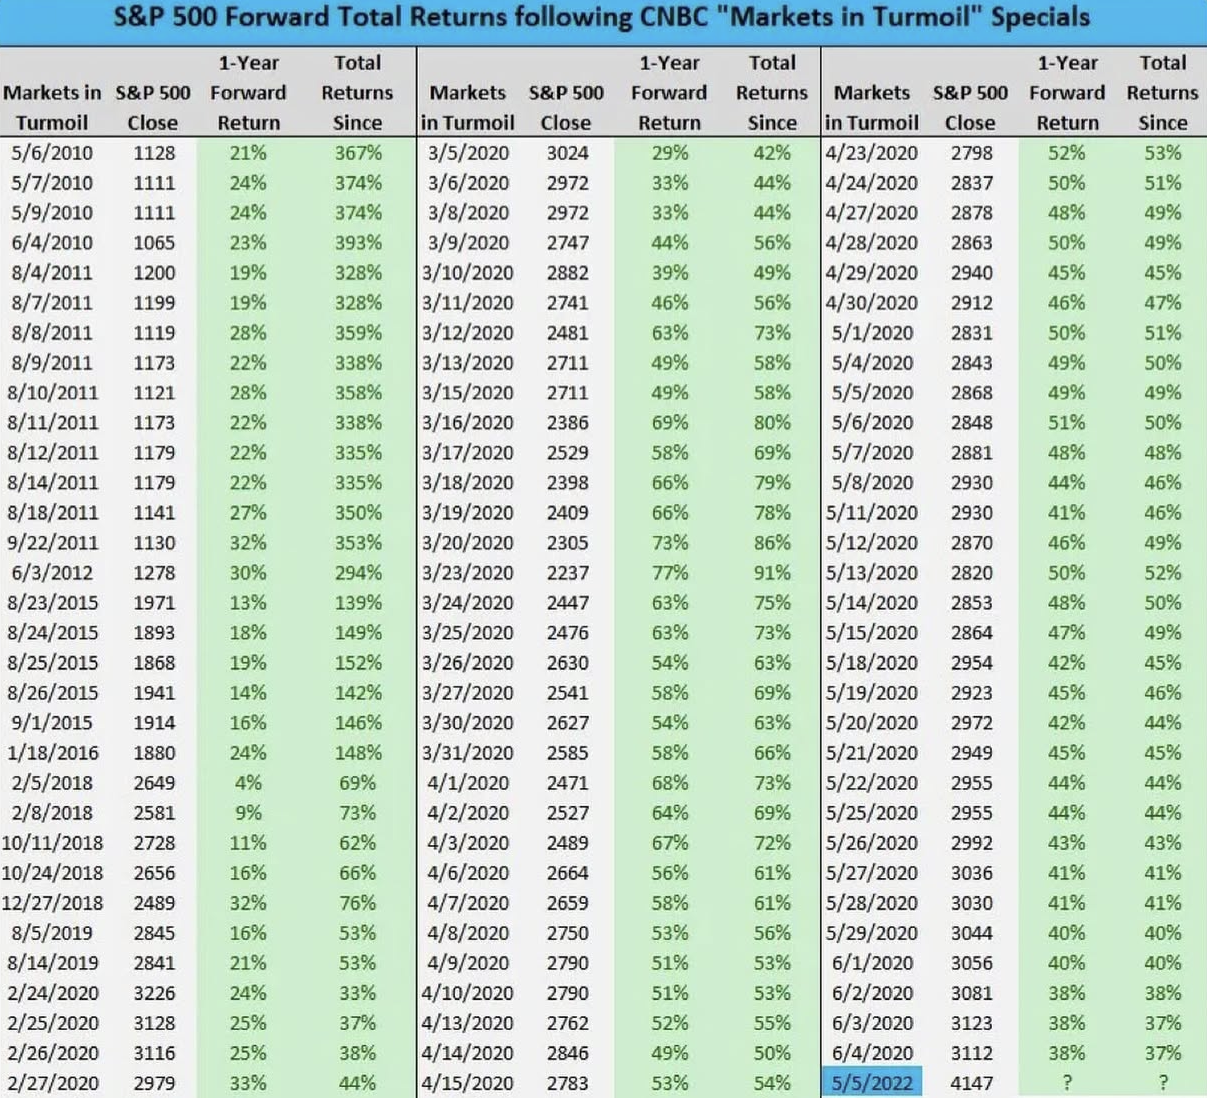 S&P 500 Forward Total Returns following CNBC "Markets in Turmoil" Specials
1-Year Total 1-Year Total 1-Year Total
Markets in S&P 500 Forward Returns Markets S&P 500 Forward Returns Markets S&P 500 Forward Returns
Turmoil Close Return Since in Turmoil Close Return Since in Turmoil Close Return Since
5/6/2010 1128 21% 367% 3/5/2020 3024 29% 42% 4/23/2020 2798 52% 53%
5/7/2010 1111 24% 374% 3/6/2020 2972 33% 44% 4/24/2020 2837 50% 51%
5/9/2010 1111 24% 374% 3/8/2020 2972 33% 44% 4/27/2020 2878 48% 49%
6/4/2010 1065 23% 393% 3/9/2020 2747 44% 56% 4/28/2020 2863 50% 49%
8/4/2011 1200 19% 328% 3/10/2020 2882 39% 49% 4/29/2020 2940 45% 45%
8/7/2011 1199 19% 328% 3/11/2020 2741 46% 56% 4/30/2020 2912 46% 47%
8/8/2011 1119 28% 359% 3/12/2020 2481 63% 73% 5/1/2020 2831 50% 51%
8/9/2011 1173 22% 338% 3/13/2020 2711 49% 58% 5/4/2020 2843 49% 50%
8/10/2011 1121 28% 358% 3/15/2020 2711 49% 58% 5/5/2020 2868 49% 49%
8/11/2011 1173 22% 338% 3/16/2020 2386 69% 80% 5/6/2020 2848 51% 50%
8/12/2011 1179 22% 335% 3/17/2020 2529 58% 69% 5/7/2020 2881 48% 48%
8/14/2011 1179 22% 335% 3/18/2020 2398 66% 79% 5/8/2020 2930 44% 46%
8/18/2011 1141 27% 350% 3/19/2020 2409 66% 78% 5/11/2020 2930 41% 46%
9/22/2011 1130 32% 353% 3/20/2020 2305 73% 86% 5/12/2020 2870 46% 49%
6/3/2012 1278 30% 294% 3/23/2020 2237 77% 91% 5/13/2020 2820 50% 52%
8/23/2015 1971 13% 139% 3/24/2020 2447 63% 75% 5/14/2020 2853 48% 50%
8/24/2015 1893 18% 149% 3/25/2020 2476 63% 73% 5/15/2020 2864 47% 49%
8/25/2015 1868 19% 152% 3/26/2020 2630 54% 63% 5/18/2020 2954 42% 45%
8/26/2015 1941 14% 142% 3/27/2020 2541 58% 69% 5/19/2020 2923 45% 46%
9/1/2015 1914 16% 146% 3/30/2020 2627 54% 63% 5/20/2020 2972 42% 44%
1/18/2016 1880 24% 148% 3/31/2020 2585 58% 66% 5/21/2020 2949 45% 45%
2/5/2018 2649 4% 69% 4/1/2020 2471 68% 73% 5/22/2020 2955 44% 44%
2/8/2018 2581 9% 73% 4/2/2020 2527 64% 69% 5/25/2020 2955 44% 44%
10/11/2018 2728 11% 62% 4/3/2020 2489 67% 72% 5/26/2020 2992 43% 43%
10/24/2018 2656 16% 66% 4/6/2020 2664 56% 61% 5/27/2020 3036 41% 41%
12/27/2018 2489 32% 76% 4/7/2020 2659 58% 61% 5/28/2020 3030 41% 41%
8/5/2019 2845 16% 53% 4/8/2020 2750 53% 56% 5/29/2020 3044 40% 40%
8/14/2019 2841 21% 53% 4/9/2020 2790 51% 53% 6/1/2020 3056 40% 40%
2/24/2020 3226 24% 33% 4/10/2020 2790 51% 53% 6/2/2020 3081 38% 38%
2/25/2020 3128 25% 37% 4/13/2020 2762 52% 55% 6/3/2020 3123 38% 37%
2/26/2020 3116 25% 38% 4/14/2020 2846 49% 50% 6/4/2020 3112 38% 37%
2/27/2020 2979 33% 44% 4/15/2020 2783 53% 54% 5/5/2022 4147 ? ?